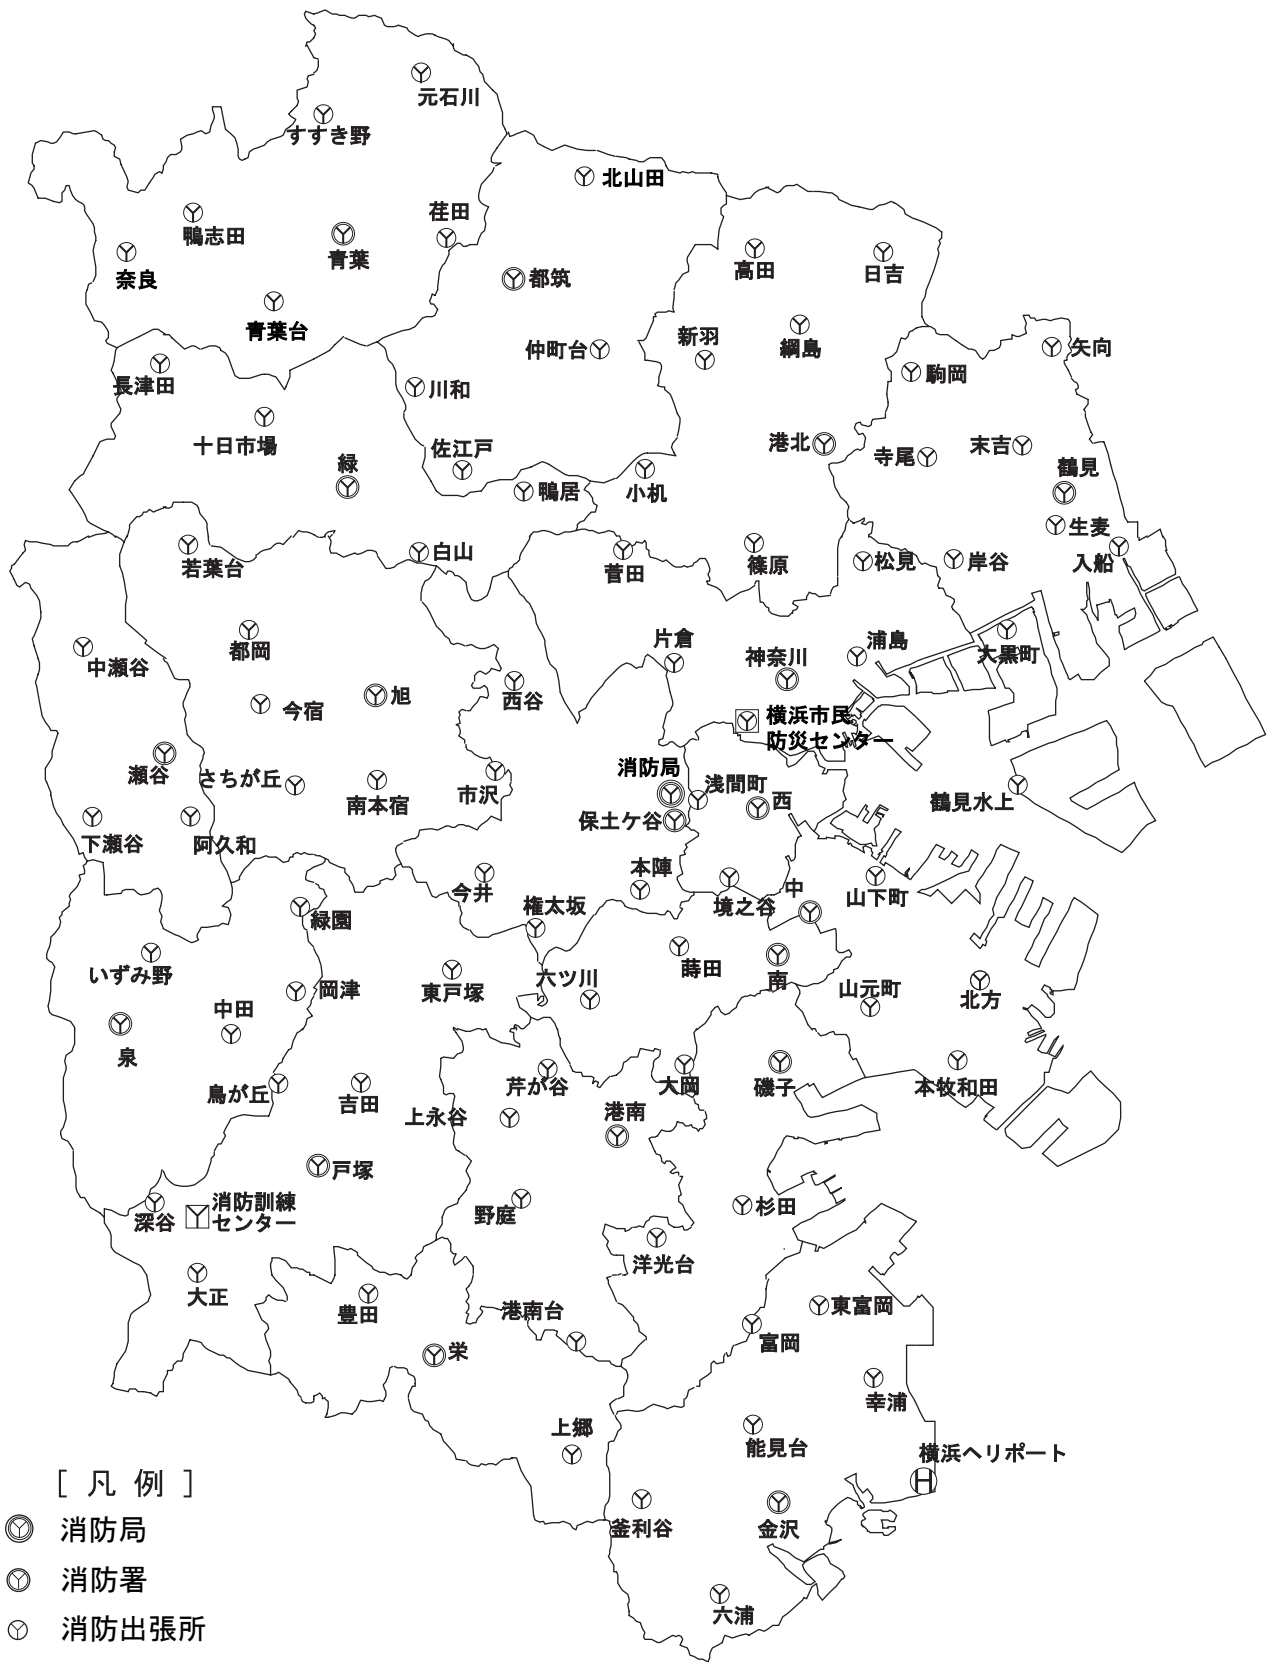 元石川
すすき野
北山田
荏田
鴨志田
青葉
奈良
都筑
高田
日吉
青葉台
新羽
綱島
矢向
仲町台
駒岡
長津田
川和
十日市場
港北
末吉
寺尾
佐江戸
緑
鶴見
鴨居
小机
生麦
白山
若葉台
菅田
篠原
松見
岸谷
入船
都岡
片倉
浦島
大黒町
中瀬谷
神奈川
西谷
旭
今宿
横浜市民
防災センター
瀬谷
消防局
さちが丘
南本宿
市沢
浅間町
西
鶴見水上
保土ケ谷
下瀬谷
阿久和
本陣
今井
中
山下町
境之谷
権太坂
緑園
蒔田
いずみ野
六ツ川
南
岡津
東戸塚
山元町
北方
中田
泉
芹が谷
大岡
磯子
本牧和田
鳥が丘
吉田
上永谷
港南
戸塚
消防訓練
センター
深谷
野庭
杉田
洋光台
大正
豊田
港南台
東富岡
富岡
栄
幸浦
上郷
能見台
横浜ヘリポート
釜利谷
金沢
六浦
[ 凡 例 ]
消防局
消防署
消防出張所